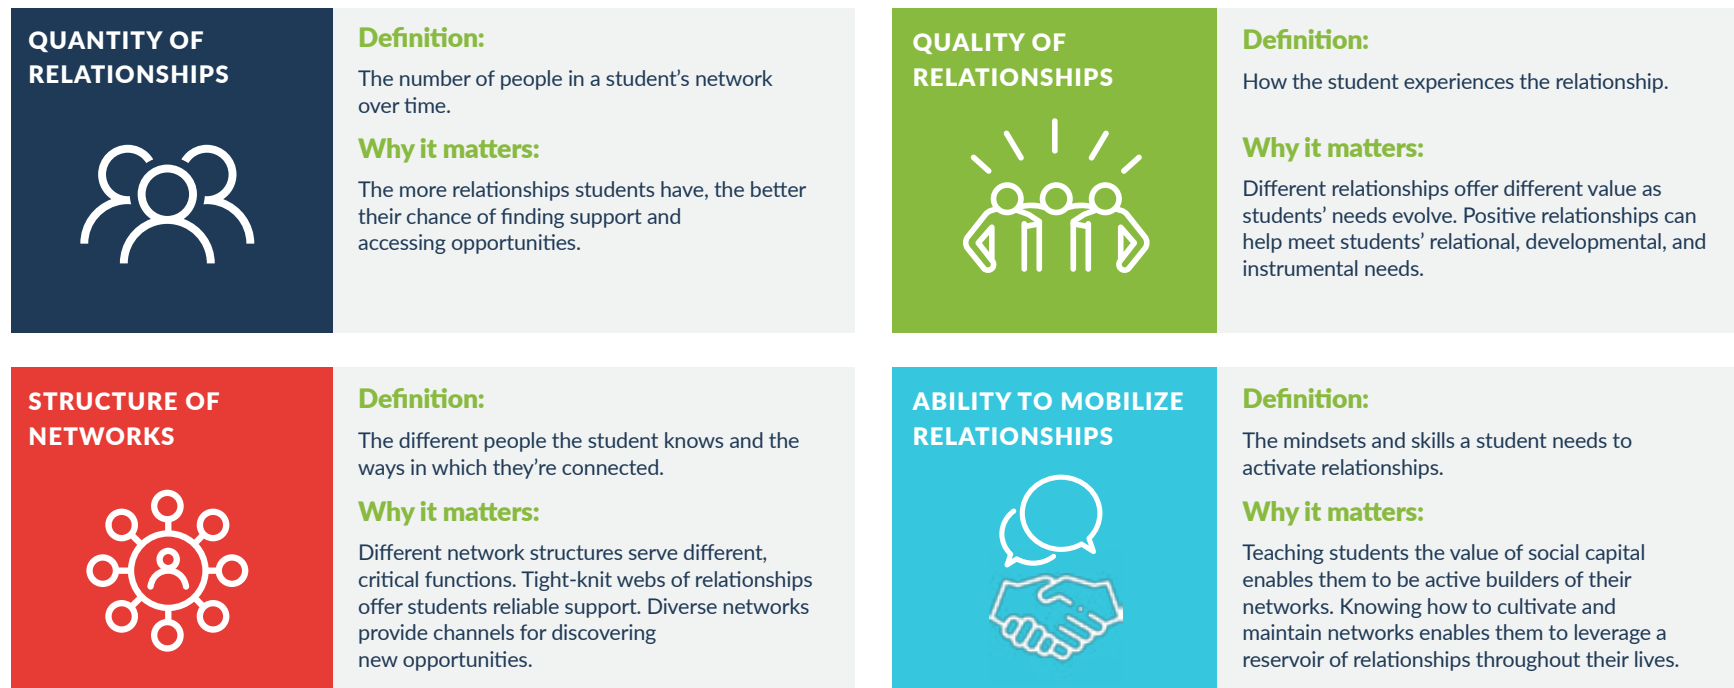 QUANTITY OF
RELATIONSHIPS
Definition:
The number of people in a student’s network
over time.
Why it matters:
The more relationships students have, the better
their chance of finding support and
accessing opportunities.
QUALITY OF
RELATIONSHIPS
Definition:
How the student experiences the relationship.
Why it matters:
Different relationships offer different value as
students’ needs evolve. Positive relationships can
help meet students’ relational, developmental, and
instrumental needs.
STRUCTURE OF
NETWORKS
Definition:
The different people the student knows and the
ways in which they’re connected.
Why it matters:
Different network structures serve different,
critical functions. Tight-knit webs of relationships
offer students reliable support. Diverse networks
provide channels for discovering
new opportunities.
ABILITY TO MOBILIZE
RELATIONSHIPS
Definition:
The mindsets and skills a student needs to
activate relationships.
Why it matters:
Teaching students the value of social capital
enables them to be active builders of their
networks. Knowing how to cultivate and
maintain networks enables them to leverage a
reservoir of relationships throughout their lives.